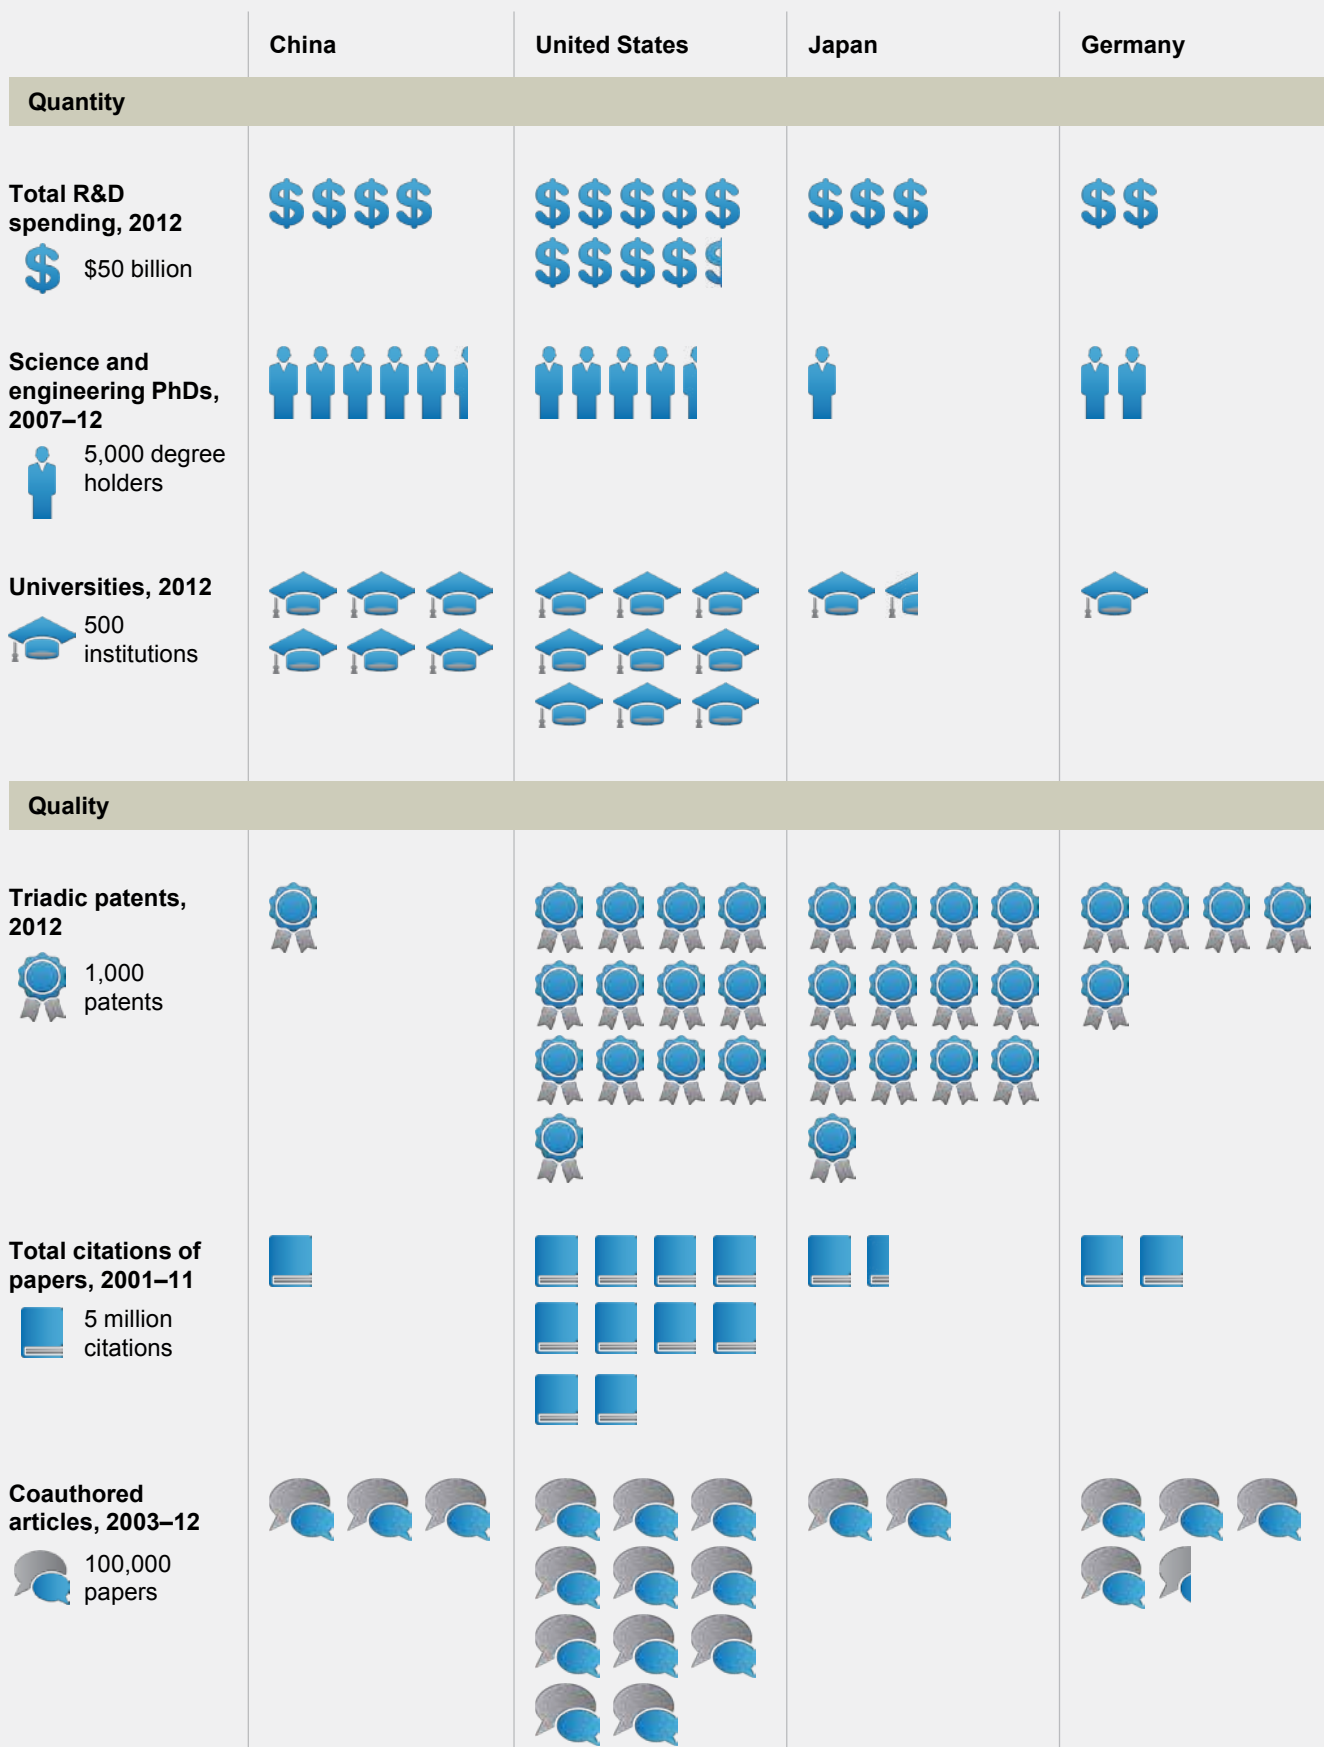 China
United States
Japan
Germany
Quantity
Total R&D
spending, 2012
$50 billion
Science and
engineering PhDs,
2007–12
5,000 degree
holders
Universities, 2012
500
institutions
Quality
Triadic patents,
2012
1,000
patents
Total citations of
papers, 2001–11
5 million
citations
Coauthored
articles, 2003–12
100,000
papers